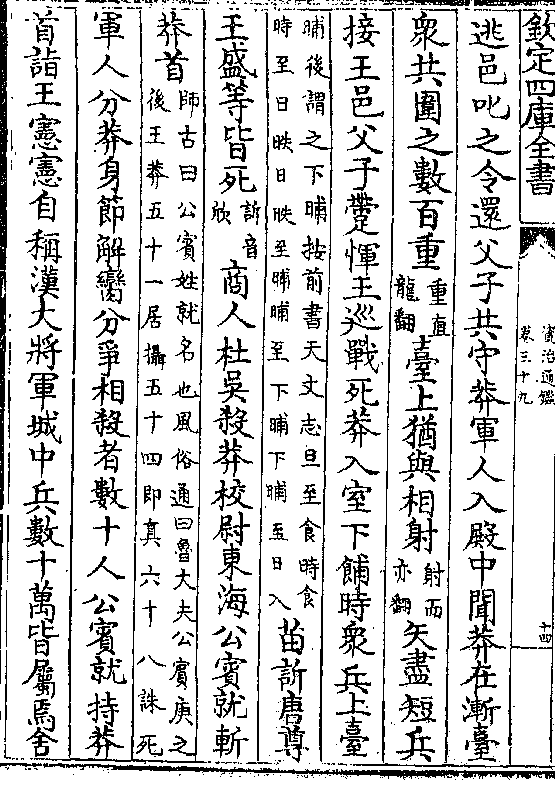 欽定四庫全書
資治通鑑
卷三十九
十四
逃邑叱之令還父子共守莽軍人入殿中聞莽在漸臺
衆共圍之數百重重直龍翻臺上猶與相射射而亦翻矢盡短兵
接王邑父子䠠惲王巡戰死莽入室下餔時衆兵上臺
晡後謂之下晡按前書天文志旦至食時食
時至日昳日昳至晡晡至下晡下晡至日入苗訢唐尊
王盛等皆死訢音欣商人杜吳殺莽校尉東海公賓就斬
莽首師古曰公賓姓就名也風俗通曰魯大夫公賓庚之
後王莽五十一居攝五十四即真六十八誅死
軍人分莽身節解臠分爭相殺者數十人公賓就持莽
首詣王憲憲自稱漢大將軍城中兵數十萬皆屬焉舍